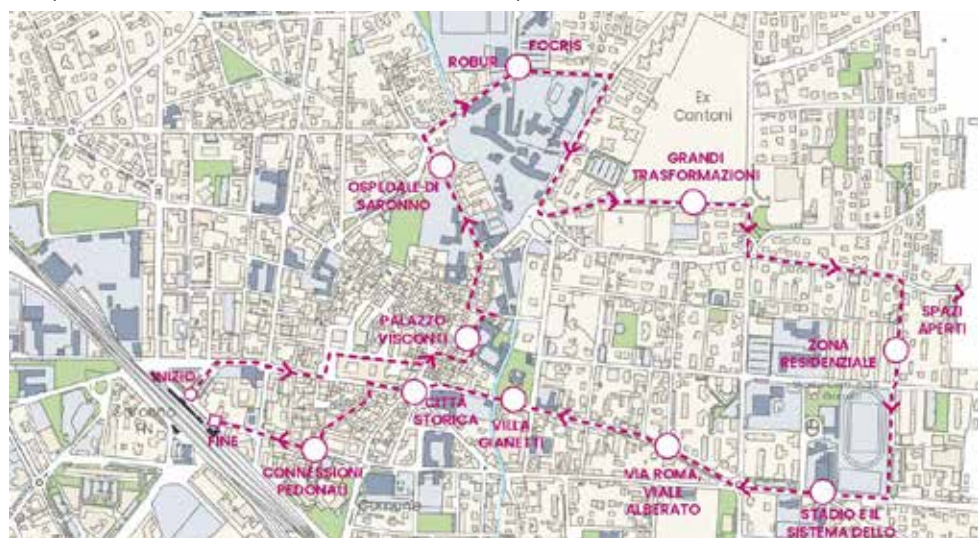 FOCRIS
ROBUR
Ex
Cantoni
GRANDI
TRASFORMAZIONI
OSPEDALE DI
SARONNO
SPAZI
APERTI
PALAZZO
VISCONTI
ZONA
RESIDENZIALE
INIZIO
CITTÀ
STORICA
VILLA
GIANETTI
FINE
CONNESSIONI
PEDONALI
VIA ROMA,
VIALE
ALBERATO
STADIO E IL
SISTEMA DELLO